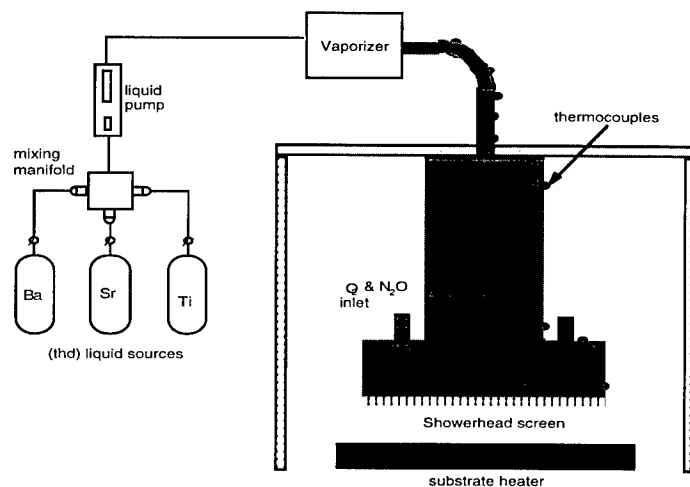 Vaporizer
liquid
pump
thermocouples
mixing
manifold
Ba
Sr
Ti
O2 & N2O
inlet
(thd) liquid sources
Showerhead screen
substrate heater